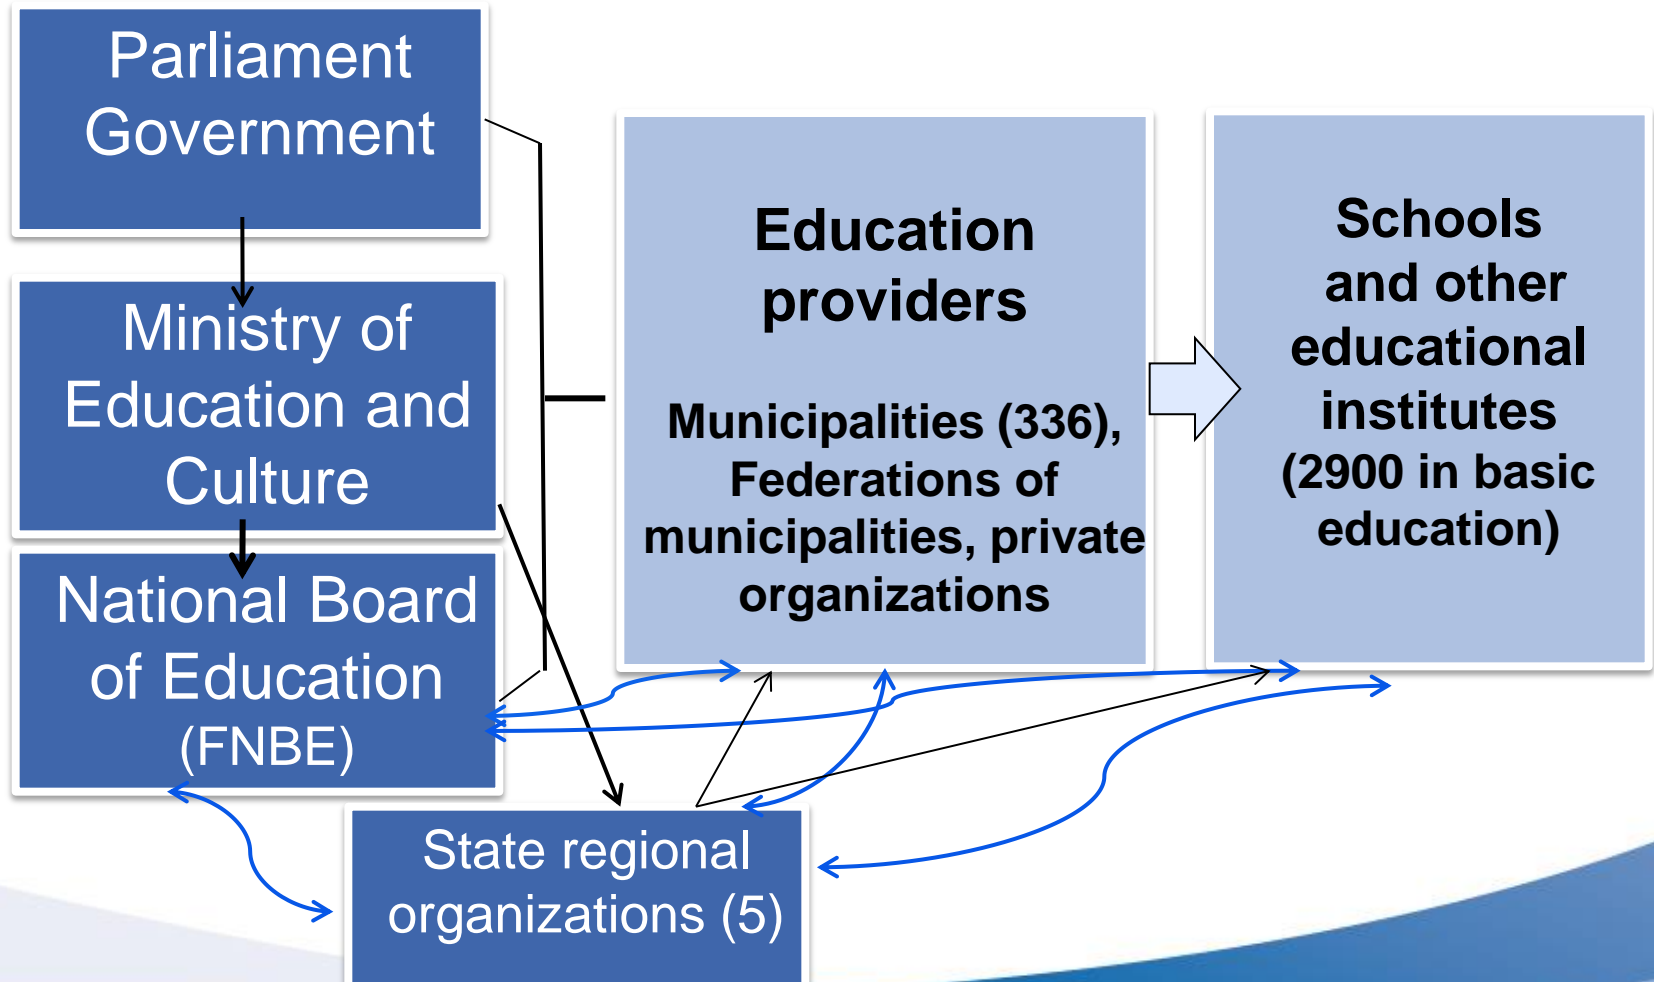 Parliament
Government
Ministry of
Education and
Culture
National Board
of Education
(FNBE)
State regional
organizations (5)
Education
providers
Municipalities (336),
Federations of
municipalities, private
organizations
Schools
and other
educational
institutes
(2900 in basic
education)